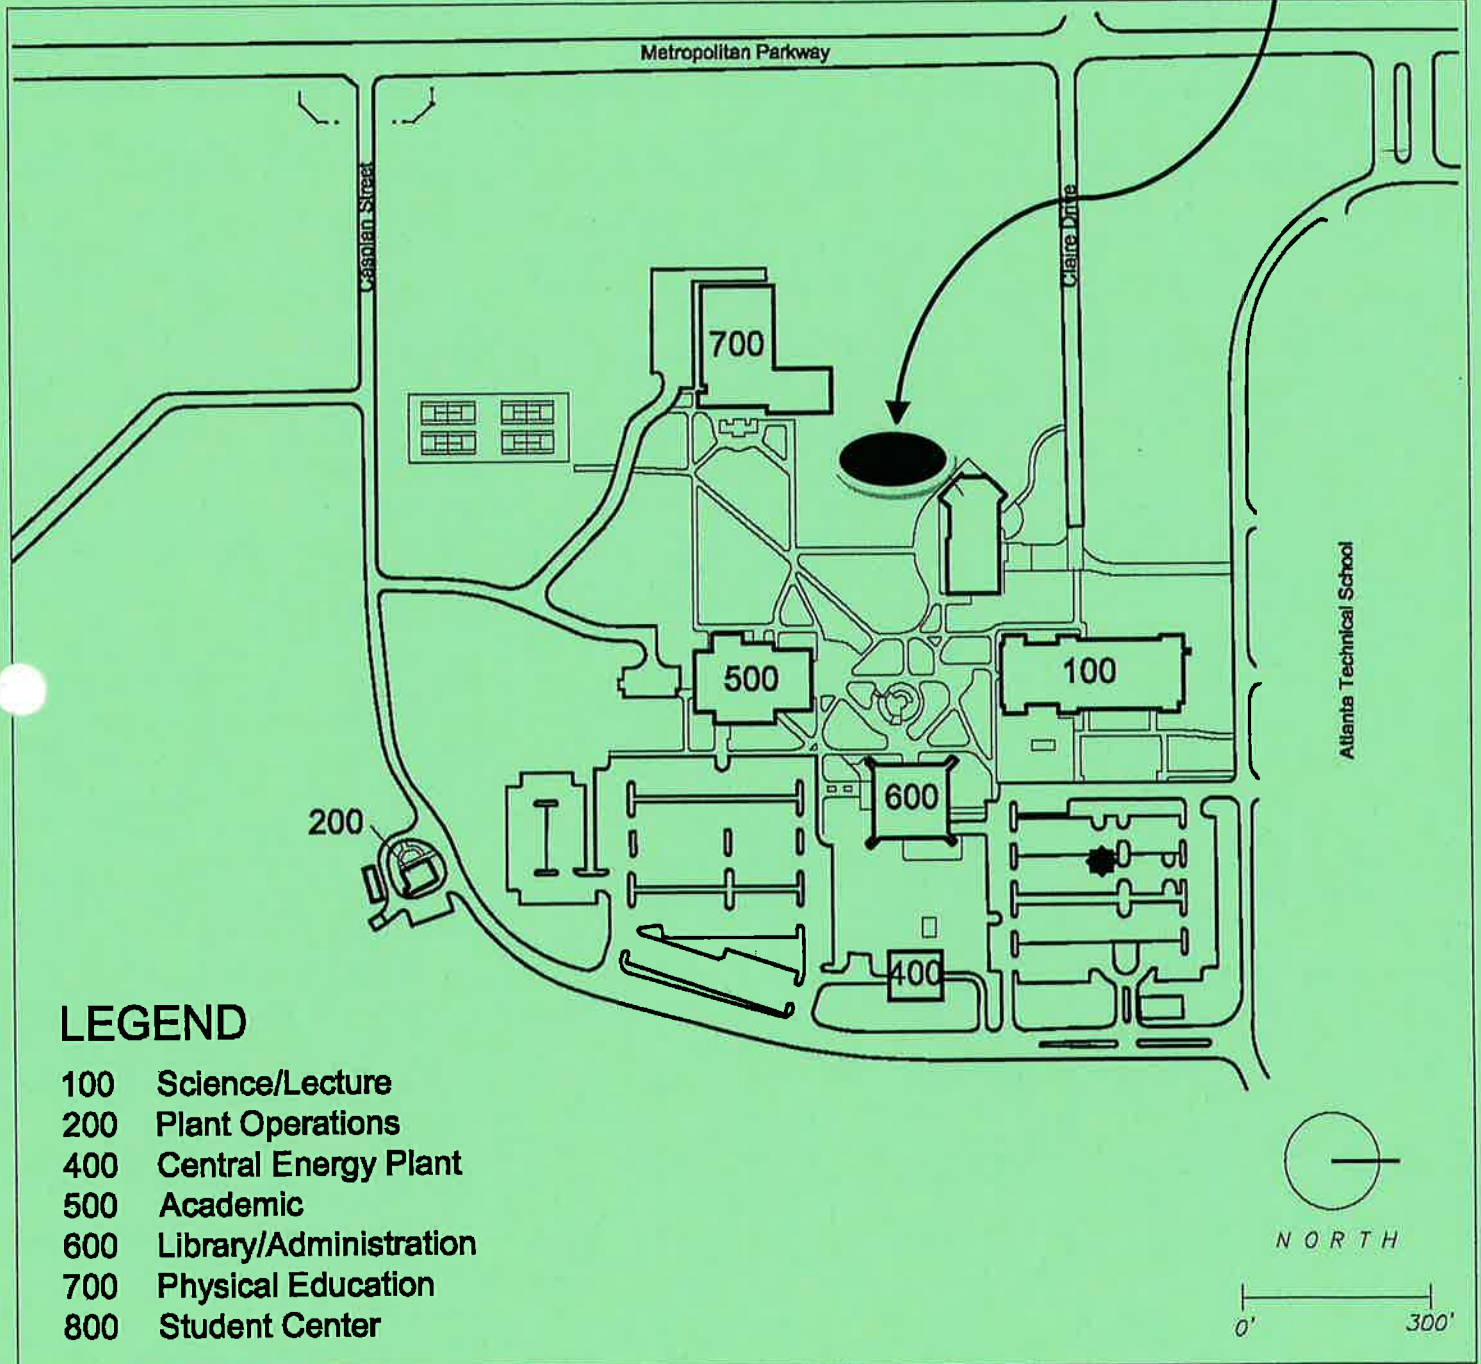 Metropolitan Parkway
Casplan Street
Claire Drive
700
500
100
600
200
400
Atlanta Technical School
LEGEND
100 Science/Lecture
200 Plant Operations
400 Central Energy Plant
500 Academic
600 Library/Administration
700 Physical Education
800 Student Center
NORTH
0' 300'